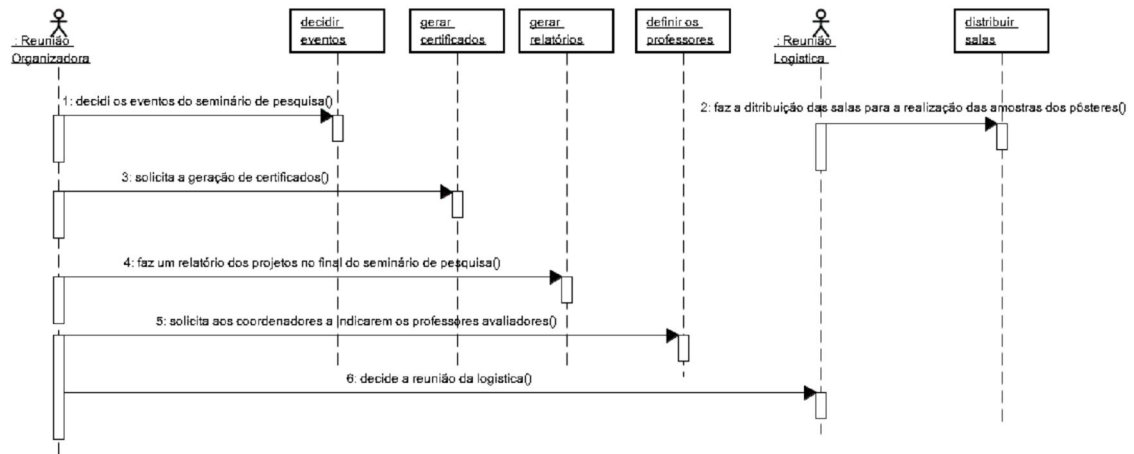 : Reunião
Organizadora
decidir
eventos
gerar
certificados
gerar
relatórios
definir os
professores
: Reunião
Logistica
distribuir
salas
1: decidi os eventos do seminário de pesquisa()
2: faz a ditribuição das salas para a realização das amostras dos pôsteres()
3: solicita a geração de certificados()
4: faz um relatório dos projetos no final do seminário de pesquisa()
5: solicita aos coordenadores a indicarem os professores avaliadores()
6: decide a reunião da logistica()